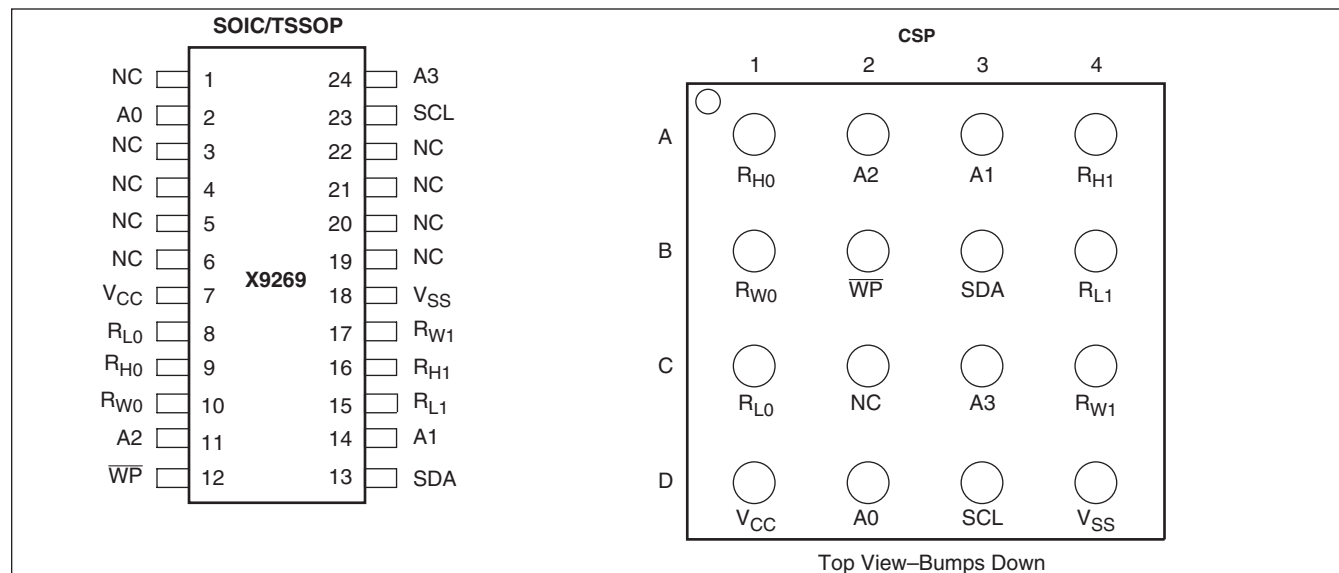 SOIC/TSSOP
NC 1 24 A3
A0 2 23 SCL
NC 3 22 NC
NC 4 21 NC
NC 5 20 NC
NC 6 19 NC
X9269
VCC 7 18 VSS
RL0 8 17 RW1
RH0 9 16 RH1
RW0 10 15 RL1
A2 11 14 A1
W̅P̅ 12 13 SDA
CSP
1 2 3 4
A
RH0 A2 A1 RH1
B
RW0 W̅P̅ SDA RL1
C
RL0 NC A3 RW1
D
VCC A0 SCL VSS
Top View–Bumps Down